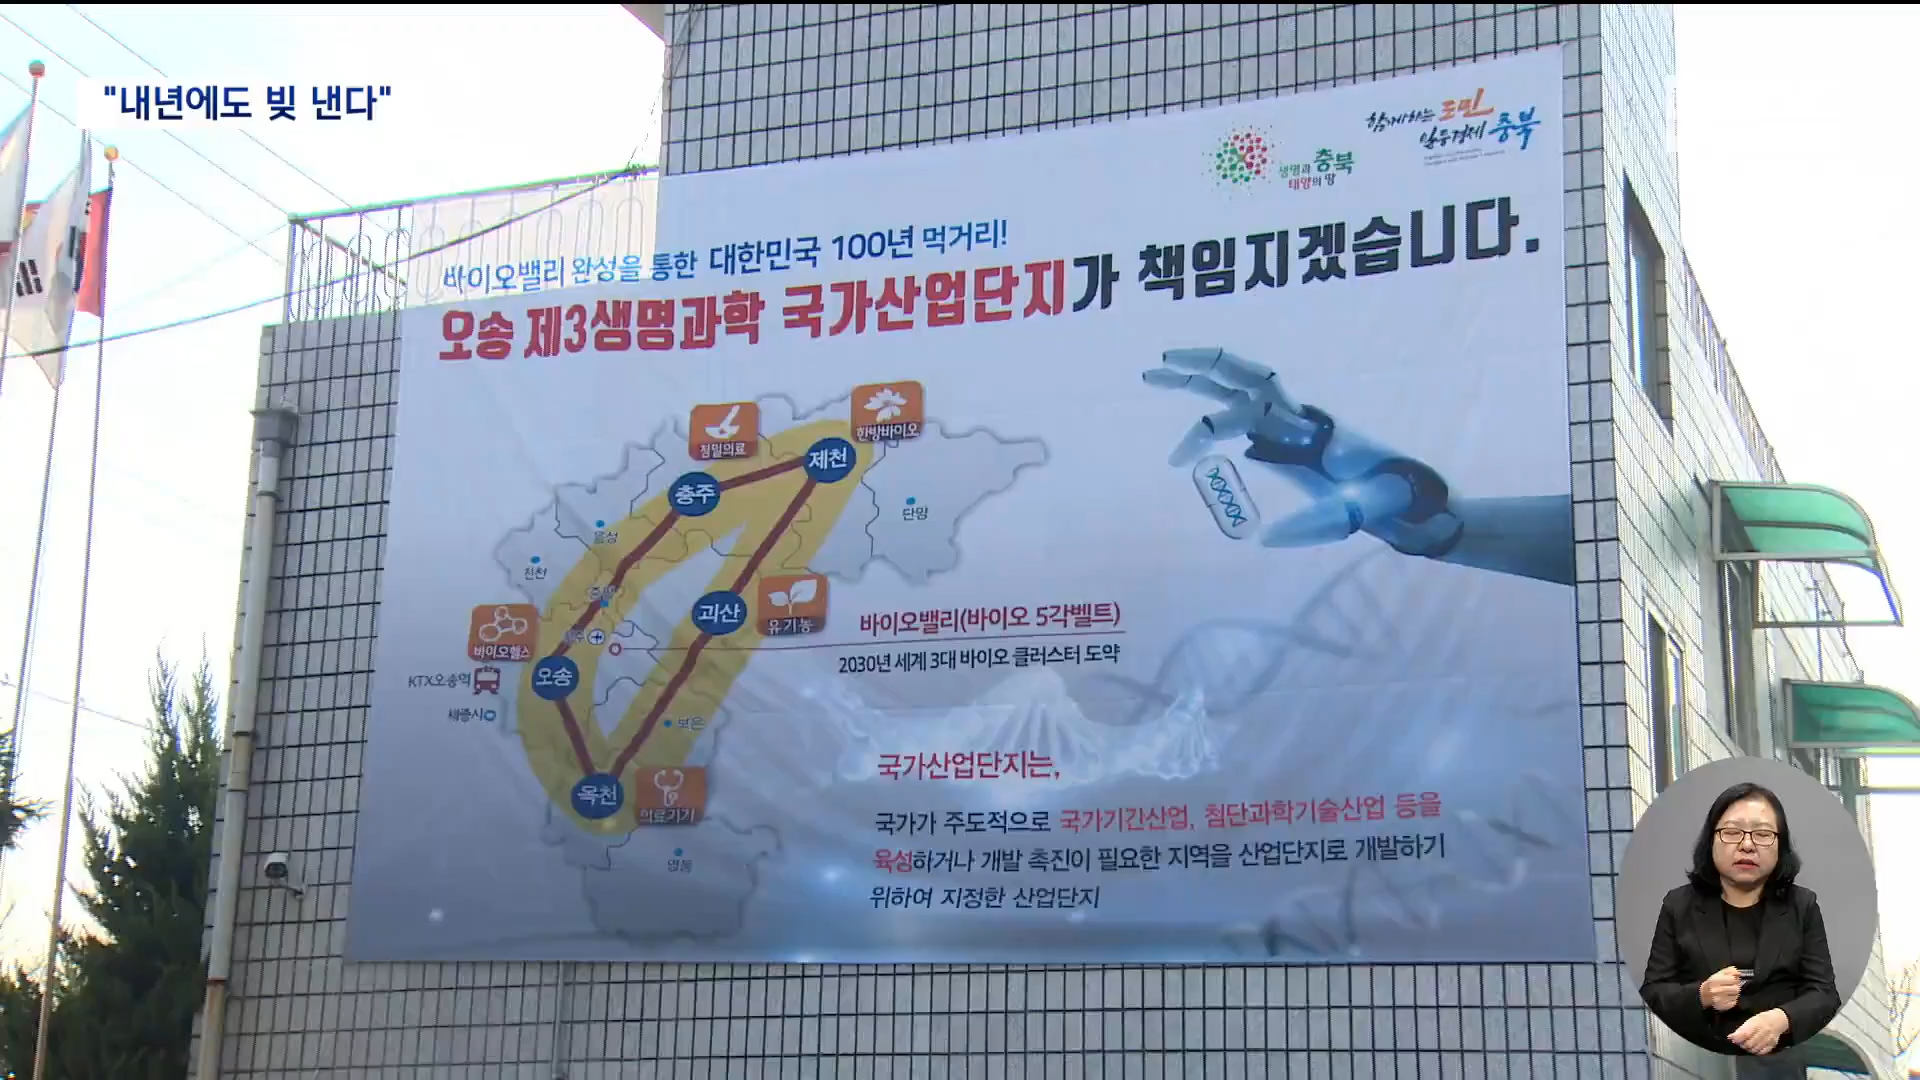 "내년에도 빚 낸다"
함께하는 도민
일등경제 충북
생명과 충북
태양의 땅
바이오밸리 완성을 통한 대한민국 100년 먹거리!
오송 제3생명과학 국가산업단지가 책임지겠습니다.
한방바이오
정밀의료
제천
충주
단양
음성
진천
증평
괴산
유기농
바이오헬스
바이오밸리(바이오 5각벨트)
2030년 세계 3대 바이오 클러스터 도약
오송
KTX오송역
세종시
보은
옥천
의료기기
영동
국가산업단지는,
국가가 주도적으로 국가기간산업, 첨단과학기술산업 등을
육성하거나 개발 촉진이 필요한 지역을 산업단지로 개발하기
위하여 지정한 산업단지